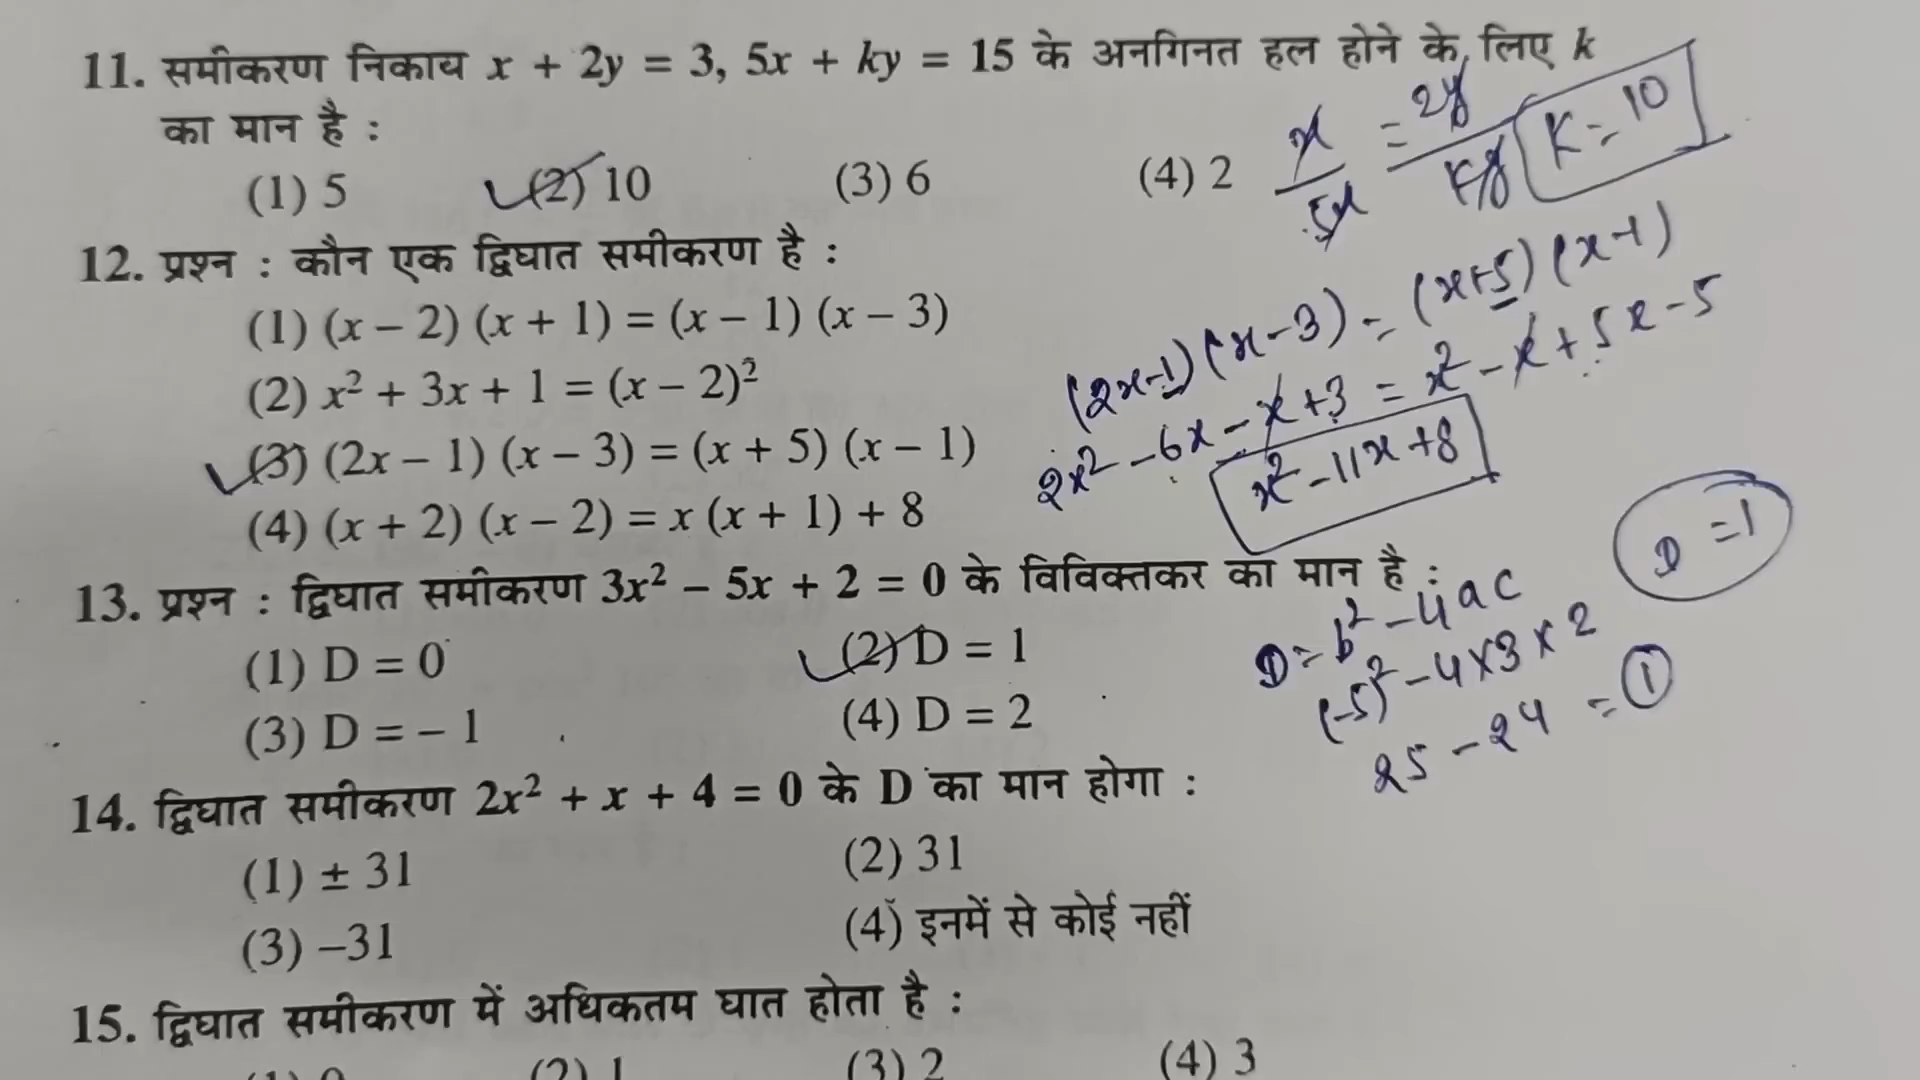 11. समीकरण निकाय x + 2y = 3, 5x + ky = 15 के अनगिनत हल होने के लिए k
का मान है :
(1) 5 (2) 10 (3) 6 (4) 2
x/5x = 2y/ky K = 10
12. प्रश्न : कौन एक द्विघात समीकरण है :
(1) (x – 2) (x + 1) = (x – 1) (x – 3)
(2) x² + 3x + 1 = (x – 2)²
(3) (2x – 1) (x – 3) = (x + 5) (x – 1)
(4) (x + 2) (x – 2) = x (x + 1) + 8
(2x-1)(x-3) = (x+5)(x-1)
2x² - 6x - x + 3 = x² - x + 5x - 5
x² - 11x + 8
13. प्रश्न : द्विघात समीकरण 3x² – 5x + 2 = 0 के विविक्तकर का मान है :
(1) D = 0 (2) D = 1
(3) D = – 1 (4) D = 2
D = 1
D = b² - 4ac
(-5)² - 4×3×2
25 - 24 = 1
14. द्विघात समीकरण 2x² + x + 4 = 0 के D का मान होगा :
(1) ± 31 (2) 31
(3) –31 (4) इनमें से कोई नहीं
15. द्विघात समीकरण में अधिकतम घात होता है :
(1) 0 (2) 1 (3) 2 (4) 3